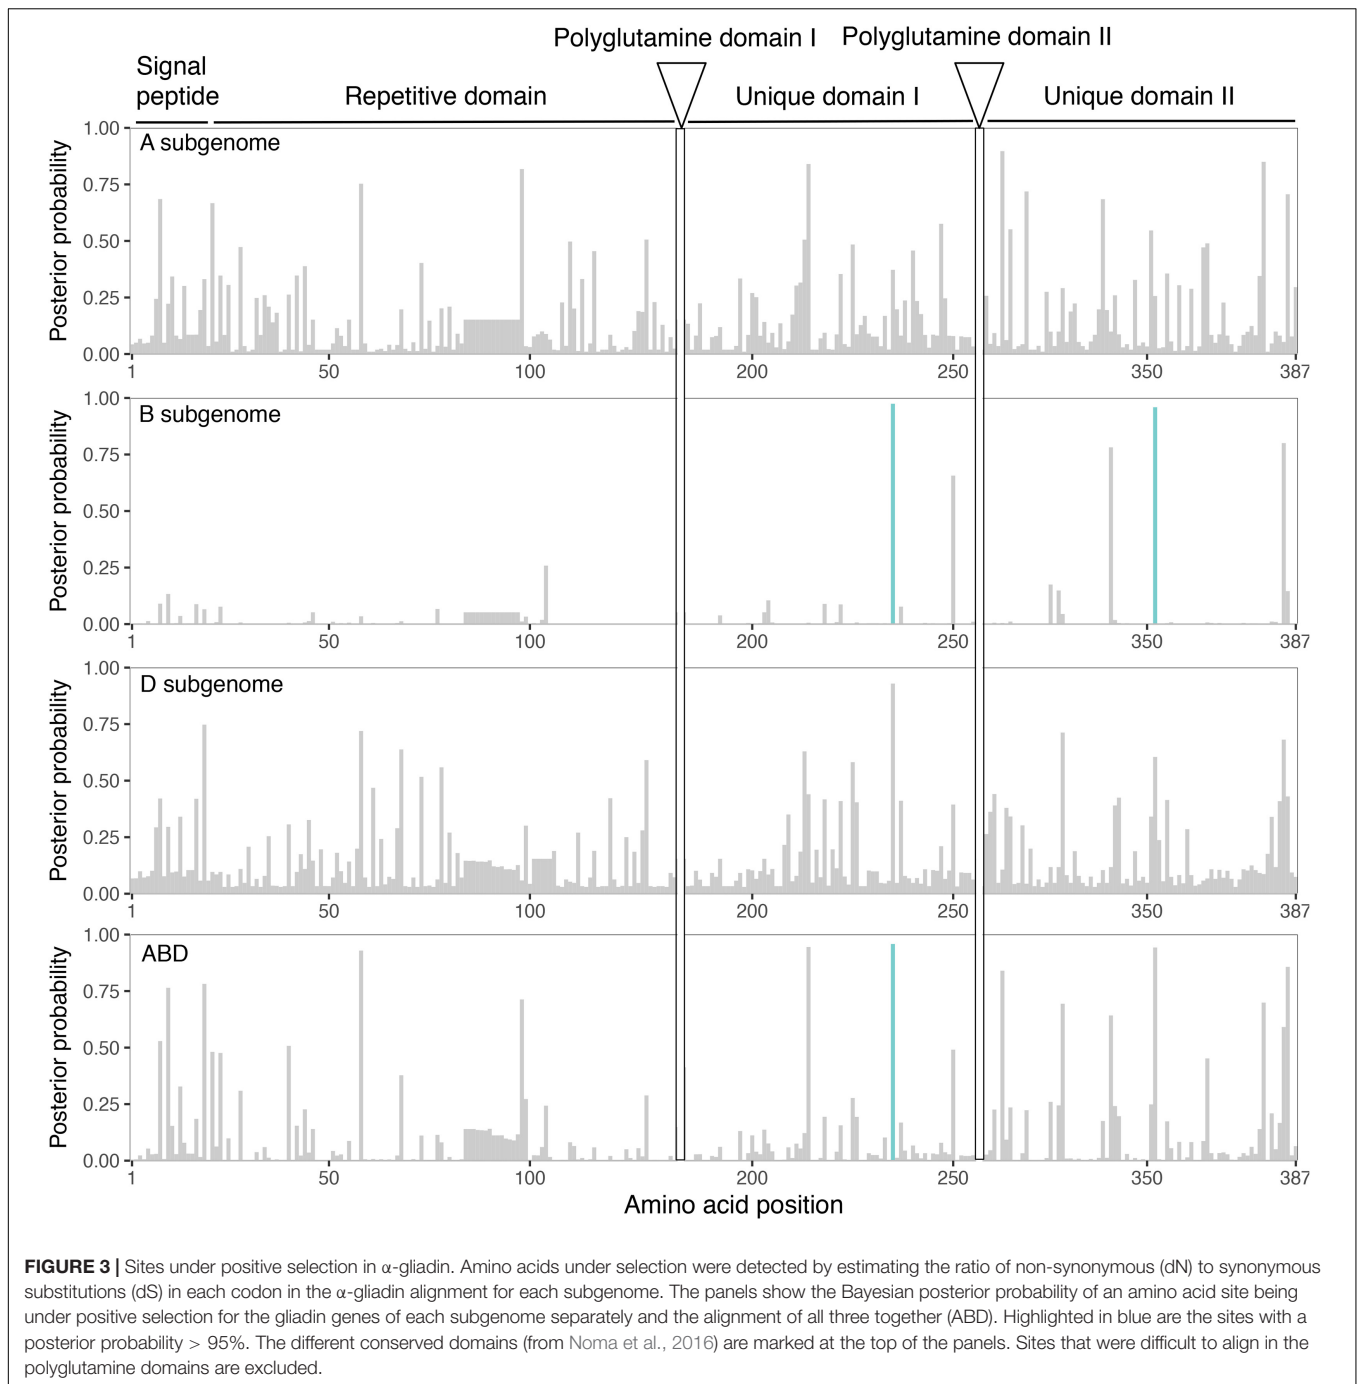 Polyglutamine domain I Polyglutamine domain II
Signal
peptide Repetitive domain Unique domain I Unique domain II
A subgenome
Posterior probability
1.00
0.75
0.50
0.25
0.00
1 50 100 200 250 350 387
B subgenome
Posterior probability
1.00
0.75
0.50
0.25
0.00
1 50 100 200 250 350 387
D subgenome
Posterior probability
1.00
0.75
0.50
0.25
0.00
1 50 100 200 250 350 387
ABD
Posterior probability
1.00
0.75
0.50
0.25
0.00
1 50 100 200 250 350 387
Amino acid position
FIGURE 3 | Sites under positive selection in α-gliadin. Amino acids under selection were detected by estimating the ratio of non-synonymous (dN) to synonymous
substitutions (dS) in each codon in the α-gliadin alignment for each subgenome. The panels show the Bayesian posterior probability of an amino acid site being
under positive selection for the gliadin genes of each subgenome separately and the alignment of all three together (ABD). Highlighted in blue are the sites with a
posterior probability > 95%. The different conserved domains (from Noma et al., 2016) are marked at the top of the panels. Sites that were difficult to align in the
polyglutamine domains are excluded.